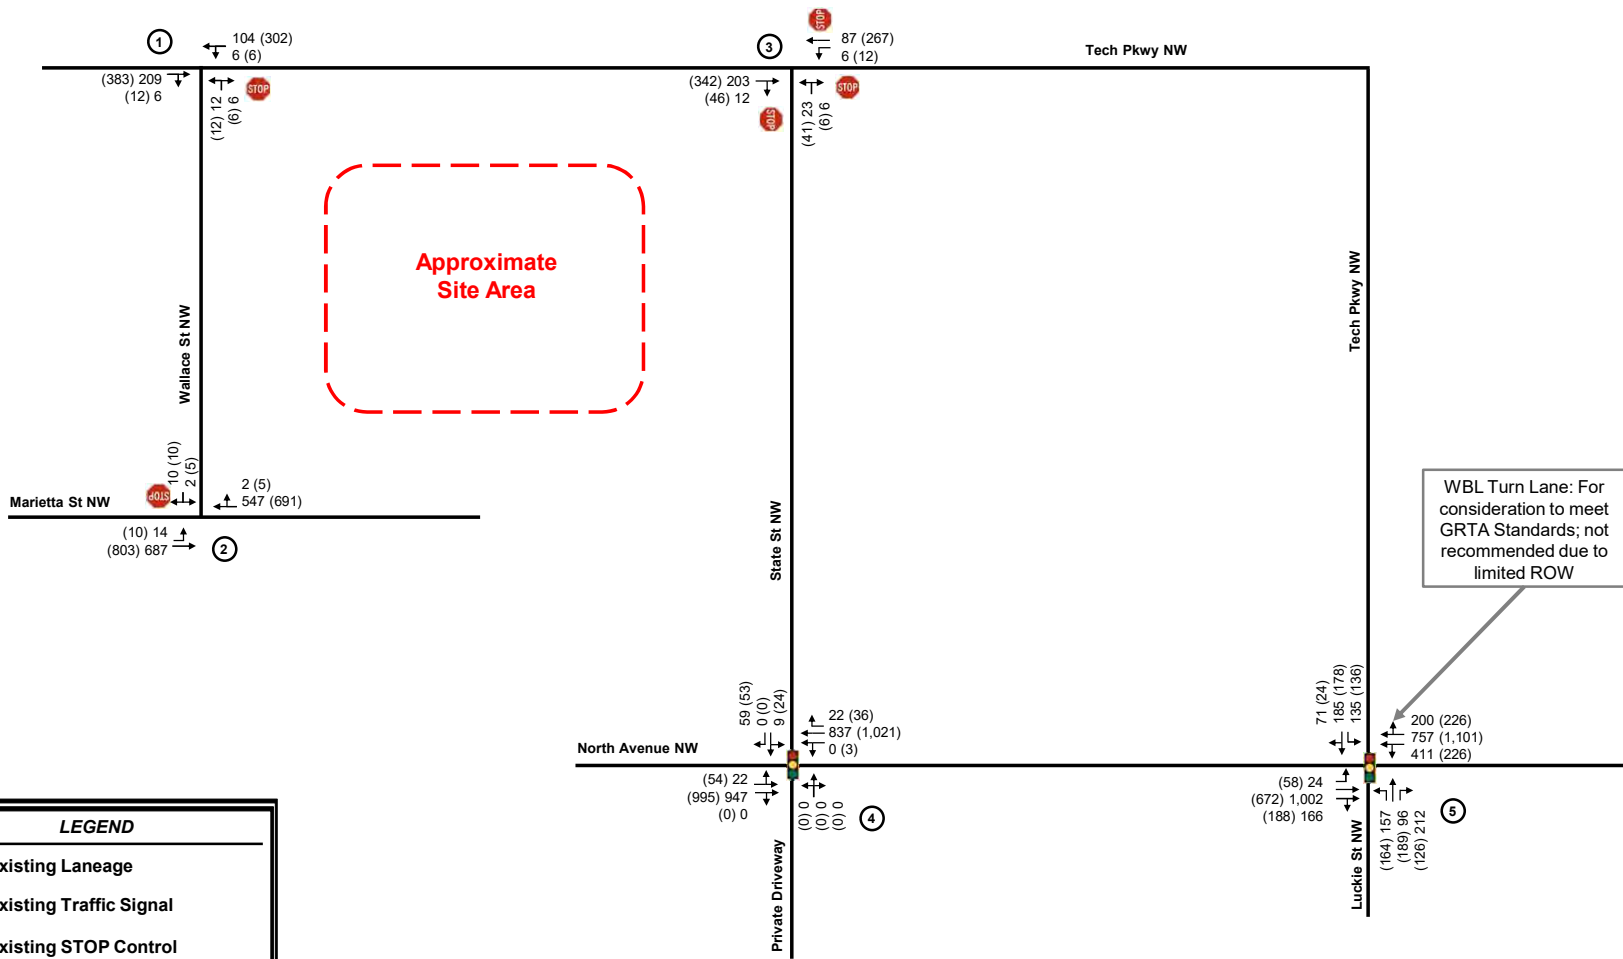 1
104 (302)
6 (6)
(383) 209
(12) 6
(12) 12
(6) 6
STOP
3
STOP
87 (267)
6 (12)
(342) 203
(46) 12
STOP
(41) 23
(6) 6
STOP
Tech Pkwy NW
Approximate
Site Area
Wallace St NW
Tech Pkwy NW
10 (10)
2 (5)
STOP
2 (5)
547 (691)
Marietta St NW
(10) 14
(803) 687
2
State St NW
WBL Turn Lane: For
consideration to meet
GRTA Standards; not
recommended due to
limited ROW
59 (53)
0 (0)
9 (24)
22 (36)
837 (1,021)
0 (3)
North Avenue NW
(54) 22
(995) 947
(0) 0
(0) 0
(0) 0
(0) 0
4
Private Driveway
71 (24)
185 (178)
135 (136)
200 (226)
757 (1,101)
411 (226)
(58) 24
(672) 1,002
(188) 166
(164) 157
(189) 96
(126) 212
5
Luckie St NW
LEGEND
xisting Laneage
xisting Traffic Signal
xisting STOP Control